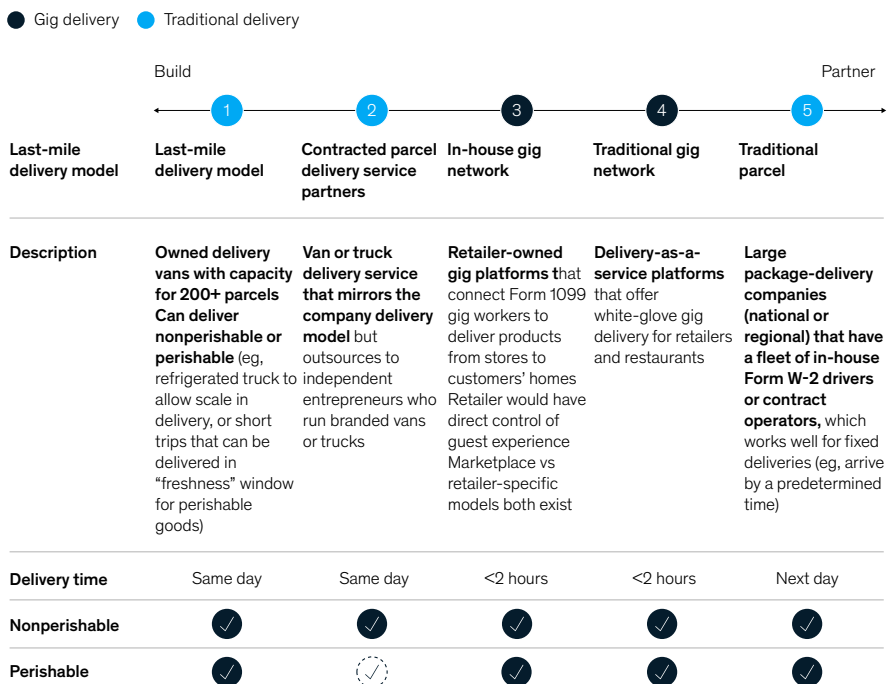 Gig delivery Traditional delivery
Build Partner
1 2 3 4 5
Last-mile
delivery model
Last-mile
delivery model
Contracted parcel
delivery service
partners
In-house gig
network
Traditional gig
network
Traditional
parcel
Description
Owned delivery
vans with capacity
for 200+ parcels
Can deliver
nonperishable or
perishable (eg,
refrigerated truck to
allow scale in
delivery, or short
trips that can be
delivered in
“freshness” window
for perishable
goods)
Van or truck
delivery service
that mirrors the
company delivery
model but
outsources to
independent
entrepreneurs who
run branded vans
or trucks
Retailer-owned
gig platforms that
connect Form 1099
gig workers to
deliver products
from stores to
customers’ homes
Retailer would have
direct control of
guest experience
Marketplace vs
retailer-specific
models both exist
Delivery-as-a-
service platforms
that offer
white-glove gig
delivery for retailers
and restaurants
Large
package-delivery
companies
(national or
regional) that have
a fleet of in-house
Form W-2 drivers
or contract
operators, which
works well for fixed
deliveries (eg, arrive
by a predetermined
time)
Delivery time Same day Same day <2 hours <2 hours Next day
Nonperishable
Perishable